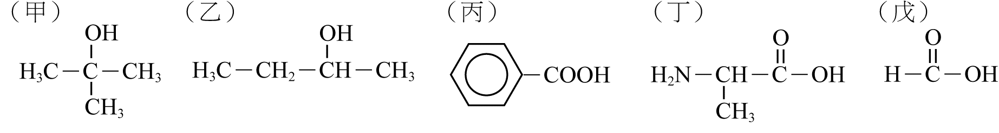 （甲）
OH
H₃C－C－CH₃
CH₃
（乙）
OH
H₃C－CH₂－CH－CH₃
（丙）
－COOH
（丁）
O
H₂N－CH－C－OH
CH₃
（戊）
O
H－C－OH